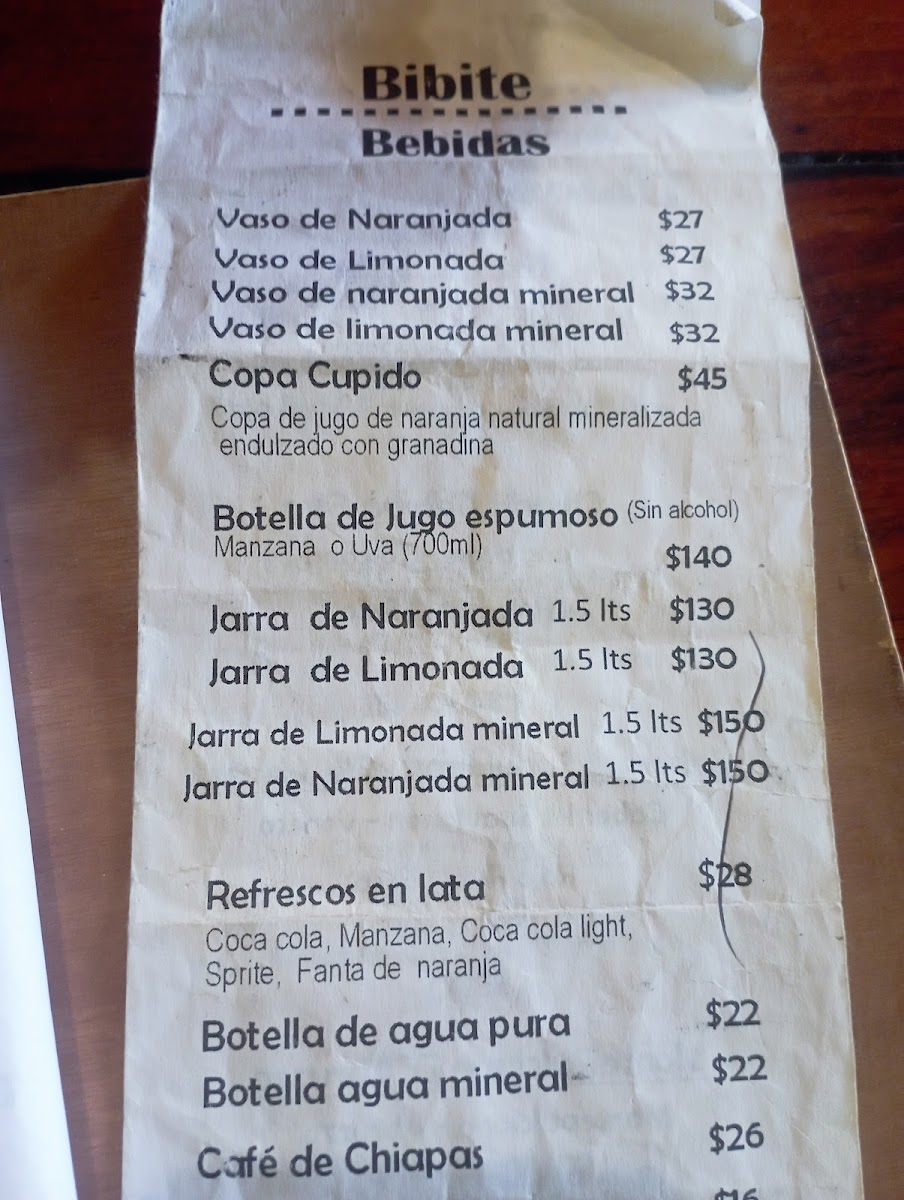 Bibite
Bebidas
Vaso de Naranjada $27
Vaso de Limonada $27
Vaso de naranjada mineral $32
Vaso de limonada mineral $32
Copa Cupido $45
Copa de jugo de naranja natural mineralizada
endulzado con granadina
Botella de Jugo espumoso (Sin alcohol)
Manzana o Uva (700ml) $140
Jarra de Naranjada 1.5 lts $130
Jarra de Limonada 1.5 lts $130
Jarra de Limonada mineral 1.5 lts $150
Jarra de Naranjada mineral 1.5 lts $150
Refrescos en lata $28
Coca cola, Manzana, Coca cola light,
Sprite, Fanta de naranja
Botella de agua pura $22
Botella agua mineral $22
Café de Chiapas $26